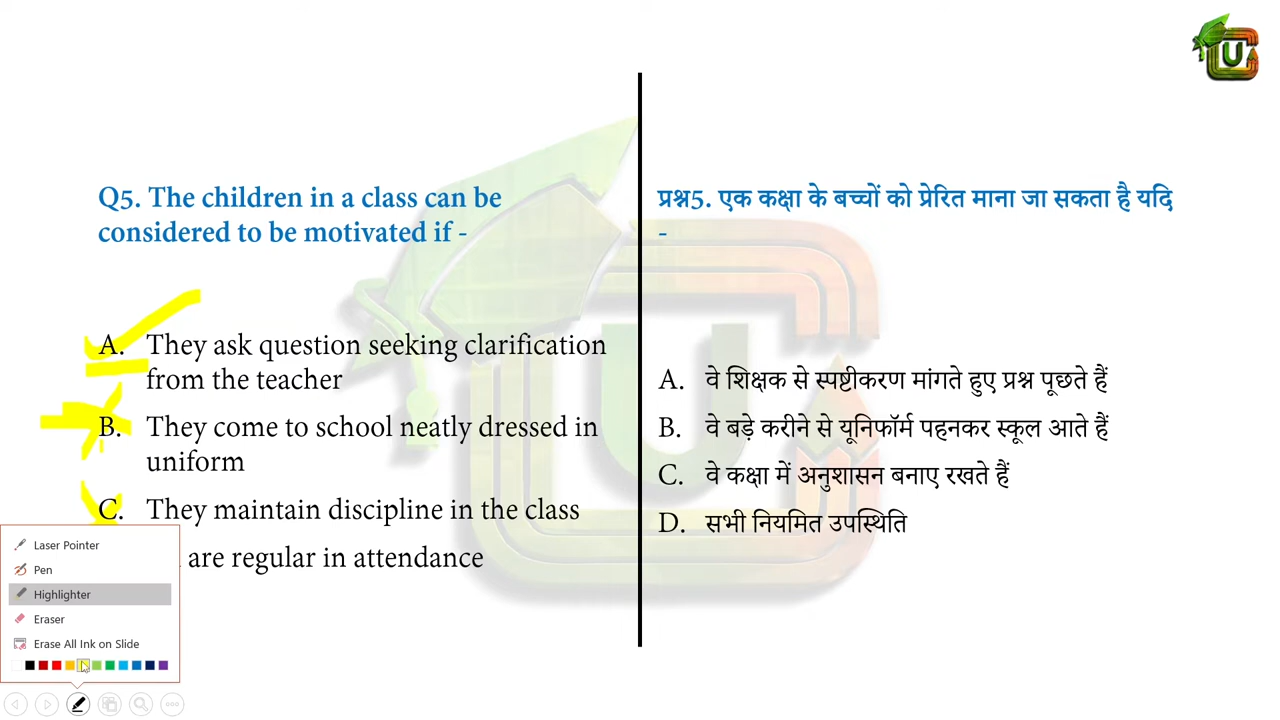 Q5. The children in a class can be
considered to be motivated if -
A. They ask question seeking clarification
from the teacher
B. They come to school neatly dressed in
uniform
C. They maintain discipline in the class
are regular in attendance
प्रश्न5. एक कक्षा के बच्चों को प्रेरित माना जा सकता है यदि
-
A. वे शिक्षक से स्पष्टीकरण मांगते हुए प्रश्न पूछते हैं
B. वे बड़े करीने से यूनिफॉर्म पहनकर स्कूल आते हैं
C. वे कक्षा में अनुशासन बनाए रखते हैं
D. सभी नियमित उपस्थिति
Laser Pointer
Pen
Highlighter
Eraser
Erase All Ink on Slide
U
U